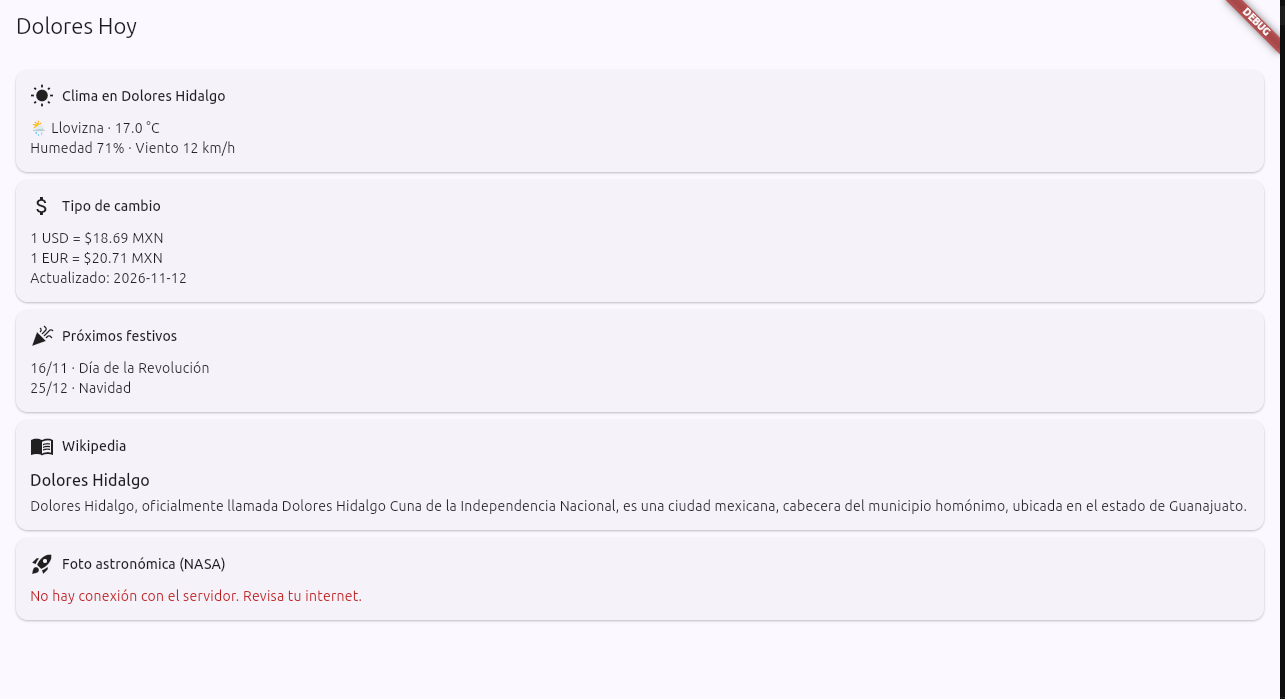 Dolores Hoy
DEBUG
Clima en Dolores Hidalgo
🌦️ Llovizna · 17.0 °C
Humedad 71% · Viento 12 km/h
Tipo de cambio
1 USD = $18.69 MXN
1 EUR = $20.71 MXN
Actualizado: 2026-11-12
Próximos festivos
16/11 · Día de la Revolución
25/12 · Navidad
Wikipedia
Dolores Hidalgo
Dolores Hidalgo, oficialmente llamada Dolores Hidalgo Cuna de la Independencia Nacional, es una ciudad mexicana, cabecera del municipio homónimo, ubicada en el estado de Guanajuato.
Foto astronómica (NASA)
No hay conexión con el servidor. Revisa tu internet.